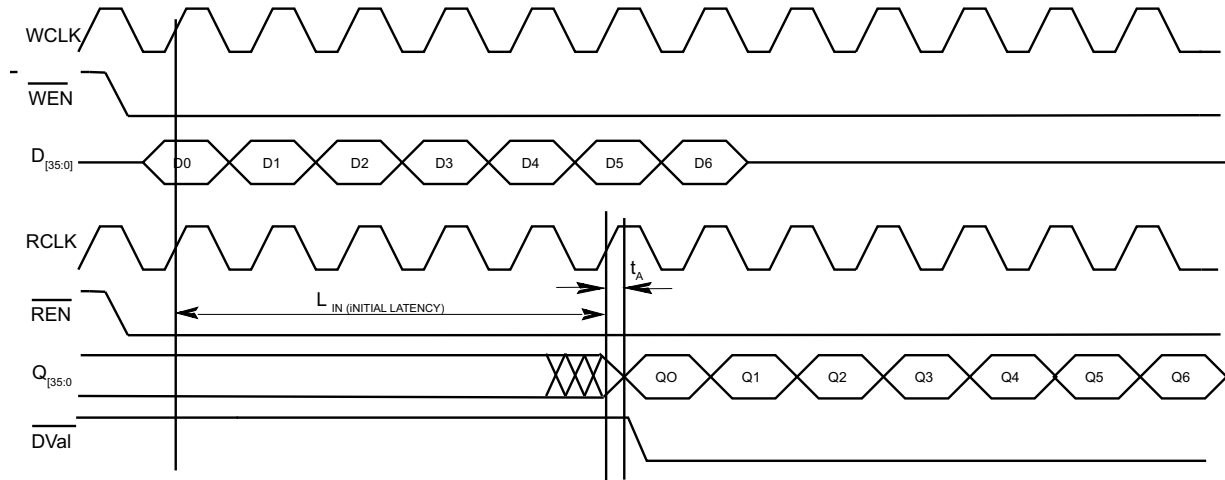 WCLK
WEN
D[35:0]
D0 D1 D2 D3 D4 D5 D6
RCLK
tA
REN
L IN (iNITIAL LATENCY)
Q[35:0
QO Q1 Q2 Q3 Q4 Q5 Q6
DVal